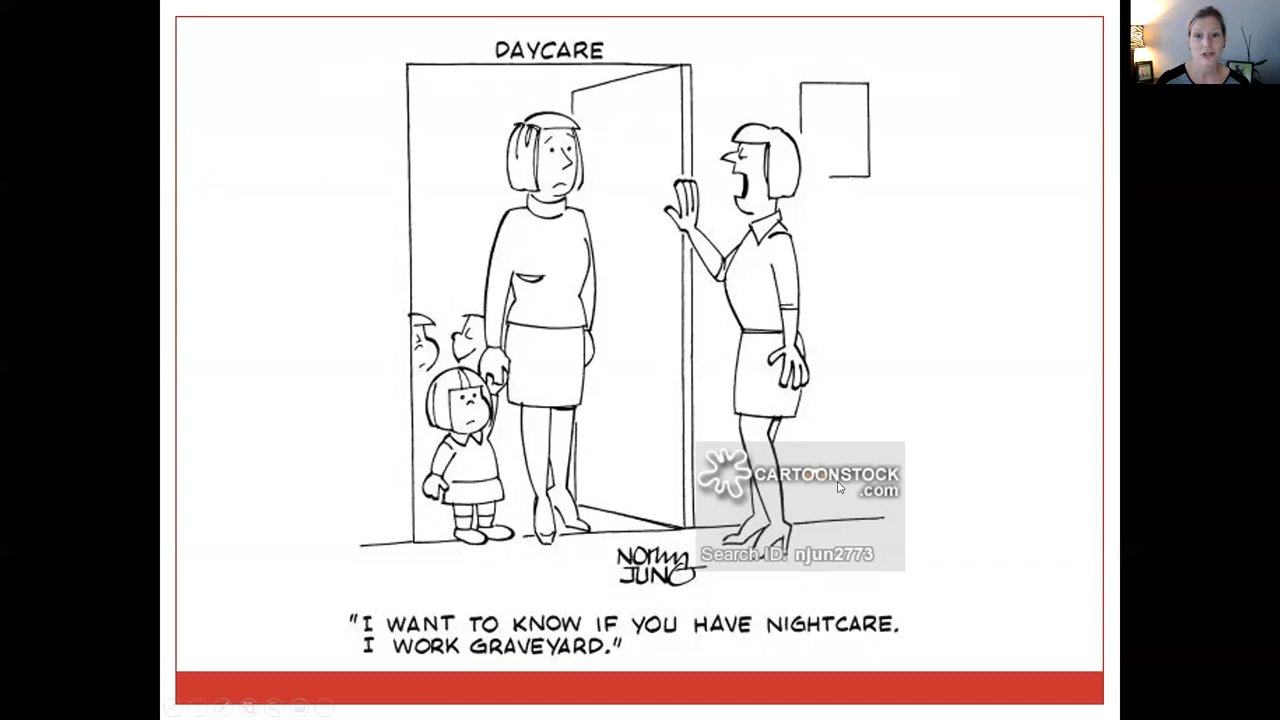 DAYCARE
CARTOONSTOCK
.com
Search ID: njun2773
NORM
JUNG
"I WANT TO KNOW IF YOU HAVE NIGHTCARE.
I WORK GRAVEYARD."